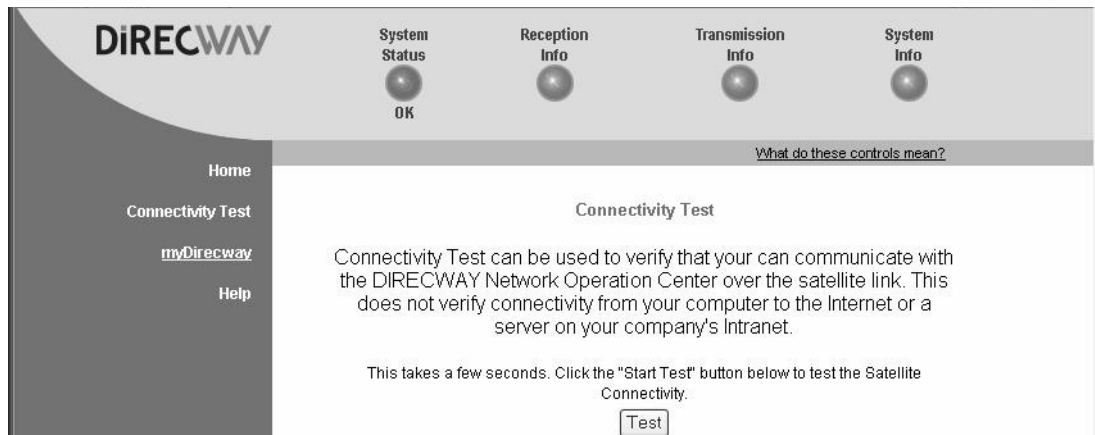 DiRECWAY
System
Status
OK
Reception
Info
Transmission
Info
System
Info
What do these controls mean?
Home
Connectivity Test
myDirecway
Help
Connectivity Test
Connectivity Test can be used to verify that your can communicate with
the DIRECWAY Network Operation Center over the satellite link. This
does not verify connectivity from your computer to the Internet or a
server on your company's Intranet.
This takes a few seconds. Click the "Start Test" button below to test the Satellite
Connectivity.
Test